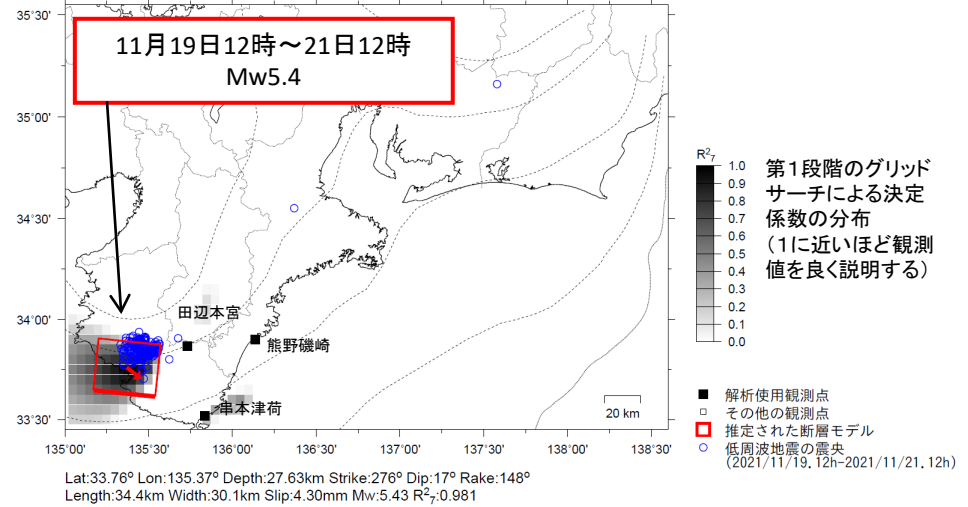 35°30'
11月19日12時～21日12時
Mw5.4
35°00'
34°30'
34°00'
33°30'
田辺本宮
熊野磯崎
串本津荷
20 km
135°00'
135°30'
136°00'
136°30'
137°00'
137°30'
138°00'
138°30'
R²₇
1.0
0.9
0.8
0.7
0.6
0.5
0.4
0.3
0.2
0.1
0.0
第１段階のグリッド
サーチによる決定
係数の分布
(１に近いほど観測
値を良く説明する)
解析使用観測点
その他の観測点
推定された断層モデル
低周波地震の震央
(2021/11/19.12h-2021/11/21.12h)
Lat:33.76° Lon:135.37° Depth:27.63km Strike:276° Dip:17° Rake:148°
Length:34.4km Width:30.1km Slip:4.30mm Mw:5.43 R²₇:0.981